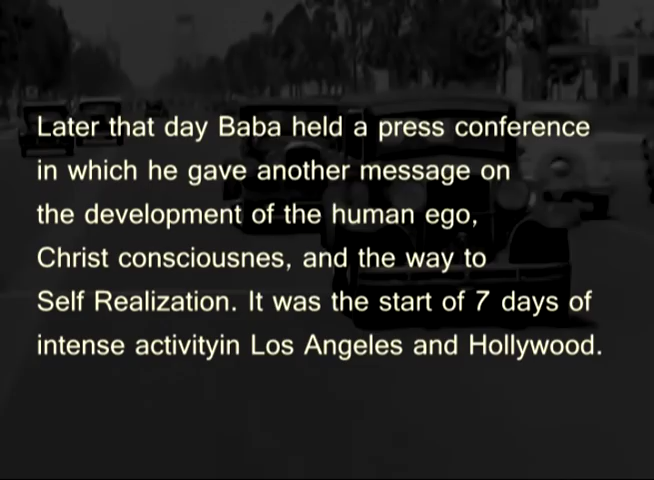 Later that day Baba held a press conference
in which he gave another message on
the development of the human ego,
Christ consciousnes, and the way to
Self Realization. It was the start of 7 days of
intense activityin Los Angeles and Hollywood.